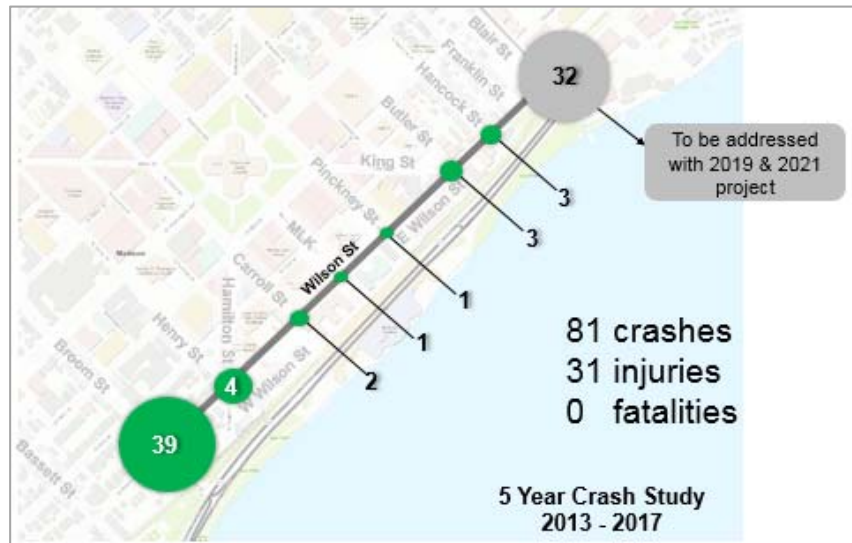 Blair St
Franklin St
Hancock St
Butler St
King St
Pinckney St
E Wilson St
MLK
Wilson St
Carroll St
Hamilton St
W Wilson St
Henry St
Broom St
Bassett St
Madison
32
To be addressed
with 2019 & 2021
project
3
3
1
1
2
4
39
81 crashes
31 injuries
0 fatalities
5 Year Crash Study
2013 - 2017